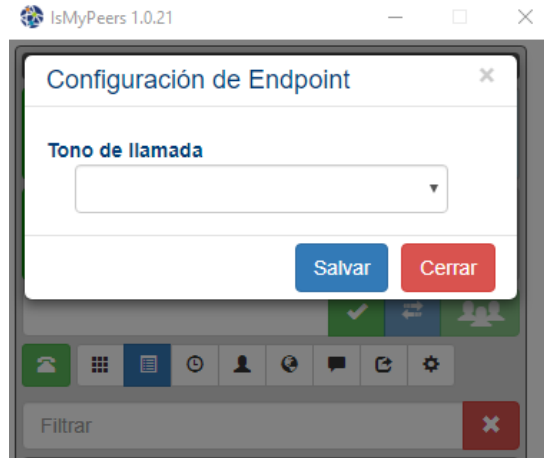 IsMyPeers 1.0.21
Configuración de Endpoint
Tono de llamada
Salvar
Cerrar
Filtrar